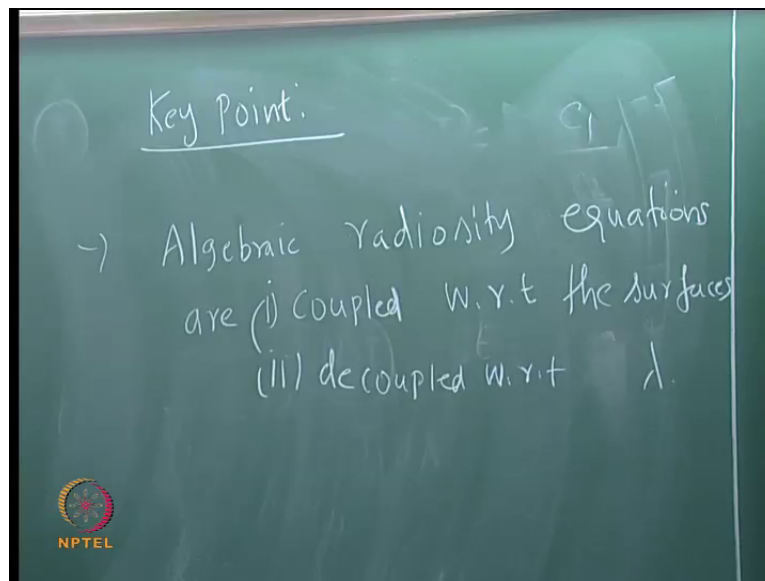 Key Point:
-) Algebraic radiosity equations
are (i) coupled w.r.t the surfaces
(ii) decoupled w.r.t λ.
NPTEL